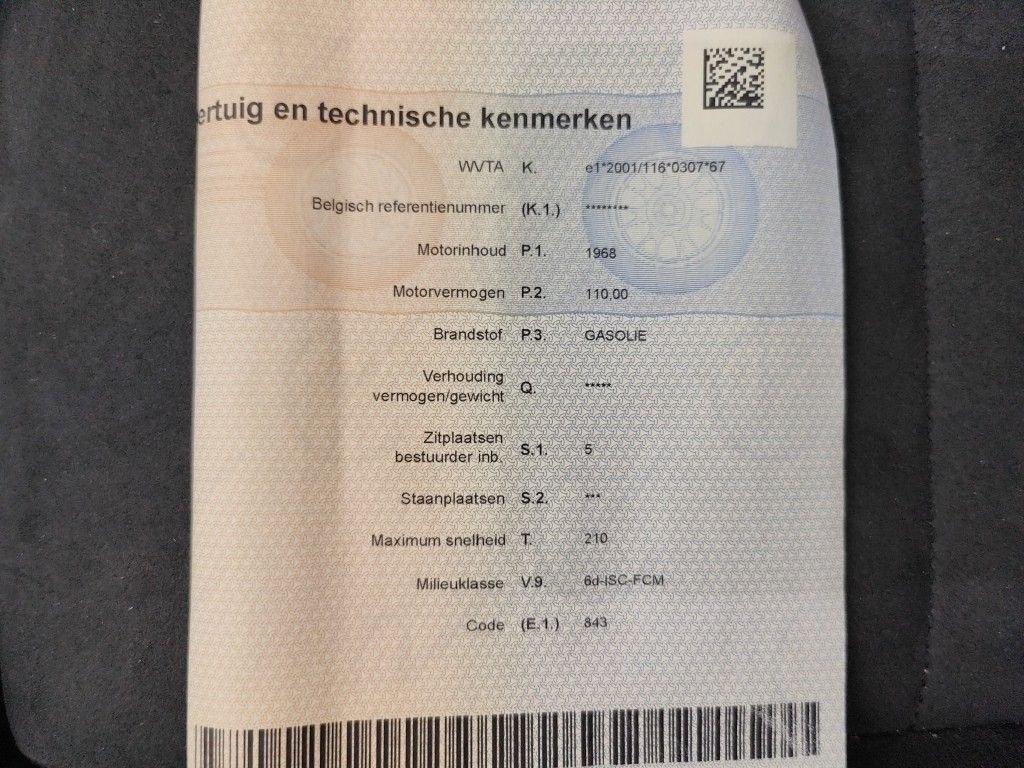 ertuig en technische kenmerken
WVTA K. e1*2001/116*0307*67
Belgisch referentienummer (K.1.) ********
Motorinhoud P.1. 1968
Motorvermogen P.2. 110,00
Brandstof P.3. GASOLIE
Verhouding
vermogen/gewicht Q. *****
Zitplaatsen
bestuurder inb. S.1. 5
Staanplaatsen S.2. ***
Maximum snelheid T. 210
Milieuklasse V.9. 6d-ISC-FCM
Code (E.1.) 843